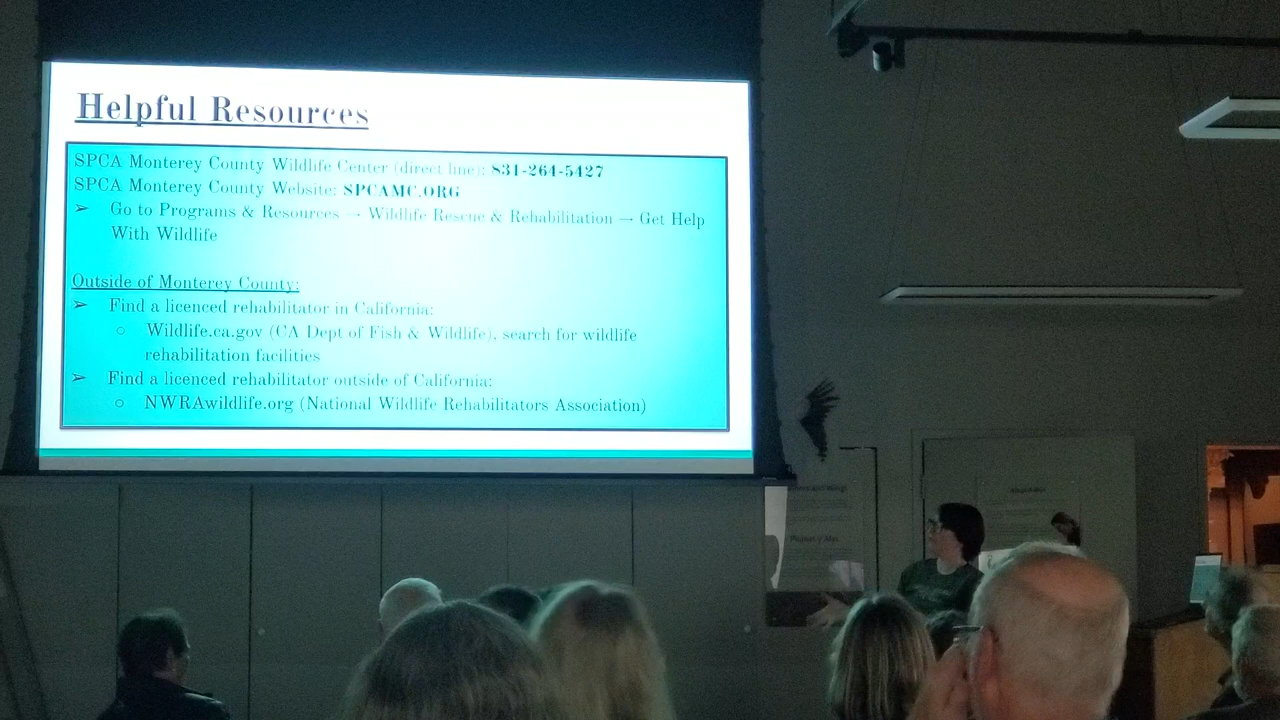 Helpful Resources
SPCA Monterey County Wildlife Center (direct line): 831-264-5427
SPCA Monterey County Website: SPCAMC.ORG
➢ Go to Programs & Resources → Wildlife Rescue & Rehabilitation → Get Help
With Wildlife
Outside of Monterey County:
➢ Find a licenced rehabilitator in California:
○ Wildlife.ca.gov (CA Dept of Fish & Wildlife), search for wildlife
rehabilitation facilities
➢ Find a licenced rehabilitator outside of California:
○ NWRAwildlife.org (National Wildlife Rehabilitators Association)